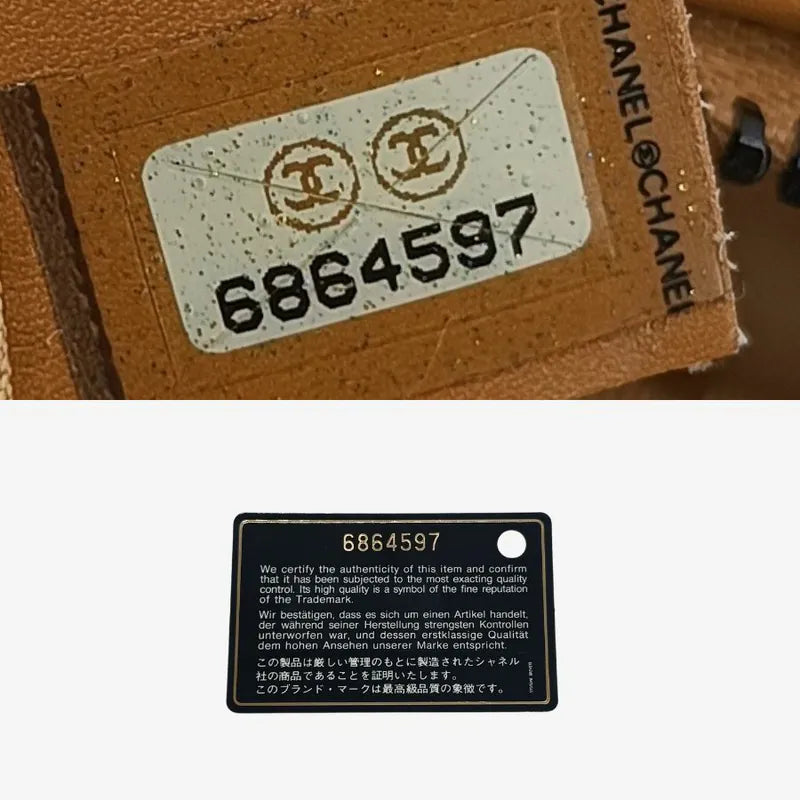 CHANEL®CHANEL
6864597
6864597
We certify the authenticity of this item and confirm
that it has been subjected to the most exacting quality
control. Its high quality is a symbol of the fine reputation
of the Trademark.
Wir bestätigen, dass es sich um einen Artikel handelt,
der während seiner Herstellung strengsten Kontrollen
unterworfen war, und dessen erstklassige Qualität
dem hohen Ansehen unserer Marke entspricht.
この製品は厳しい管理のもとに製造されたシャネル
社の商品であることを証明いたします。
このブランド・マークは最高級品質の象徴です。